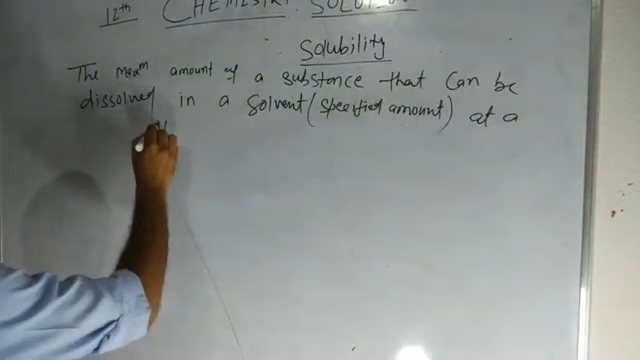 12th CHEMISTRY SOLUTION
Solubility
The Maxm amount of a substance that can be
dissolved in a solvent (specified amount) at a